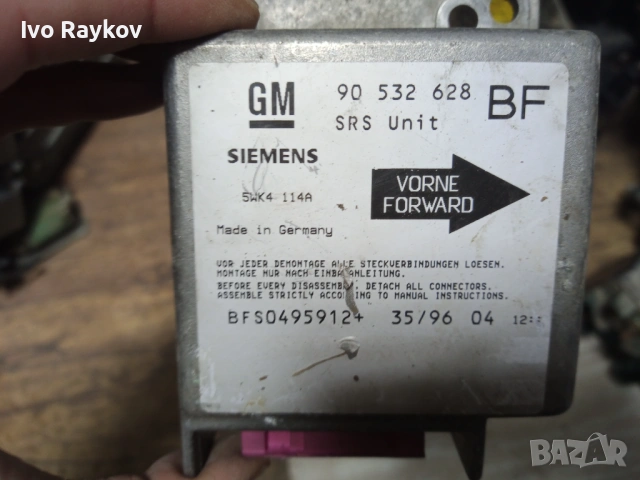 Ivo Raykov
GM
90 532 628 BF
SRS Unit
SIEMENS
5WK4 114A
VORNE
FORWARD
Made in Germany
VOR JEDER DEMONTAGE ALLE STECKVERBINDUNGEN LOESEN.
MONTAGE NUR NACH EINBAUANLEITUNG.
BEFORE EVERY DISASSEMBLY, DETACH ALL CONNECTORS.
ASSEMBLE STRICTLY ACCORDING TO MANUAL INSTRUCTIONS.
BFS0495912+ 35/96 04
BAZAR
bg